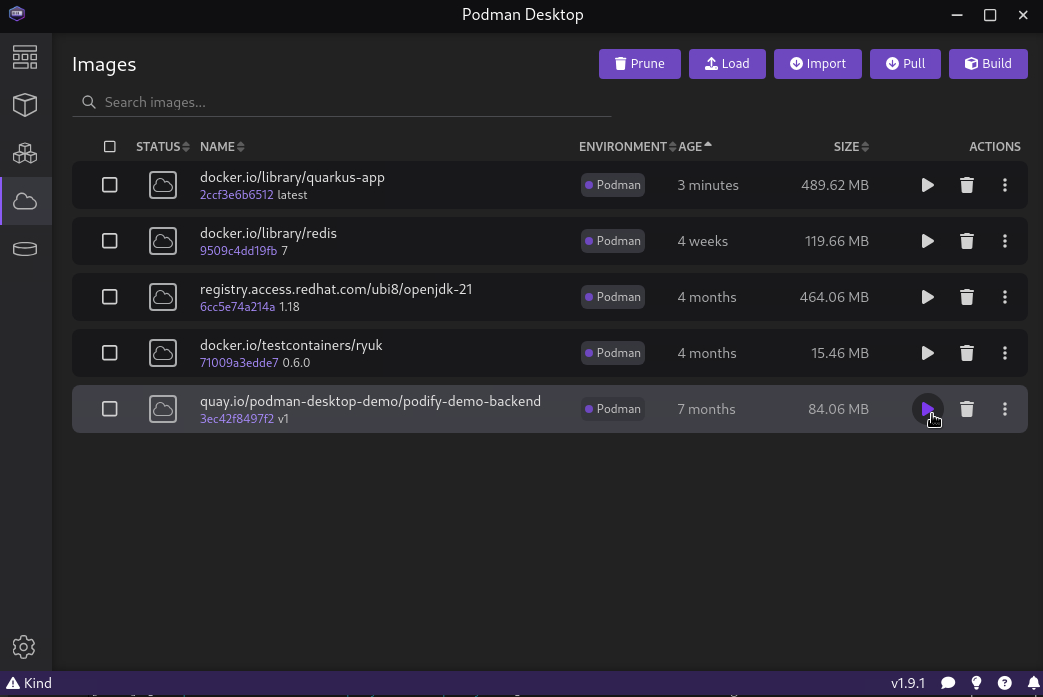 Podman Desktop
Images
Prune
Load
Import
Pull
Build
Search images...
STATUS NAME ENVIRONMENT AGE SIZE ACTIONS
docker.io/library/quarkus-app
2ccf3e6b6512 latest
Podman 3 minutes 489.62 MB
docker.io/library/redis
9509c4dd19fb 7
Podman 4 weeks 119.66 MB
registry.access.redhat.com/ubi8/openjdk-21
6cc5e74a214a 1.18
Podman 4 months 464.06 MB
docker.io/testcontainers/ryuk
71009a3edde7 0.6.0
Podman 4 months 15.46 MB
quay.io/podman-desktop-demo/podify-demo-backend
3ec42f8497f2 v1
Podman 7 months 84.06 MB
Kind v1.9.1